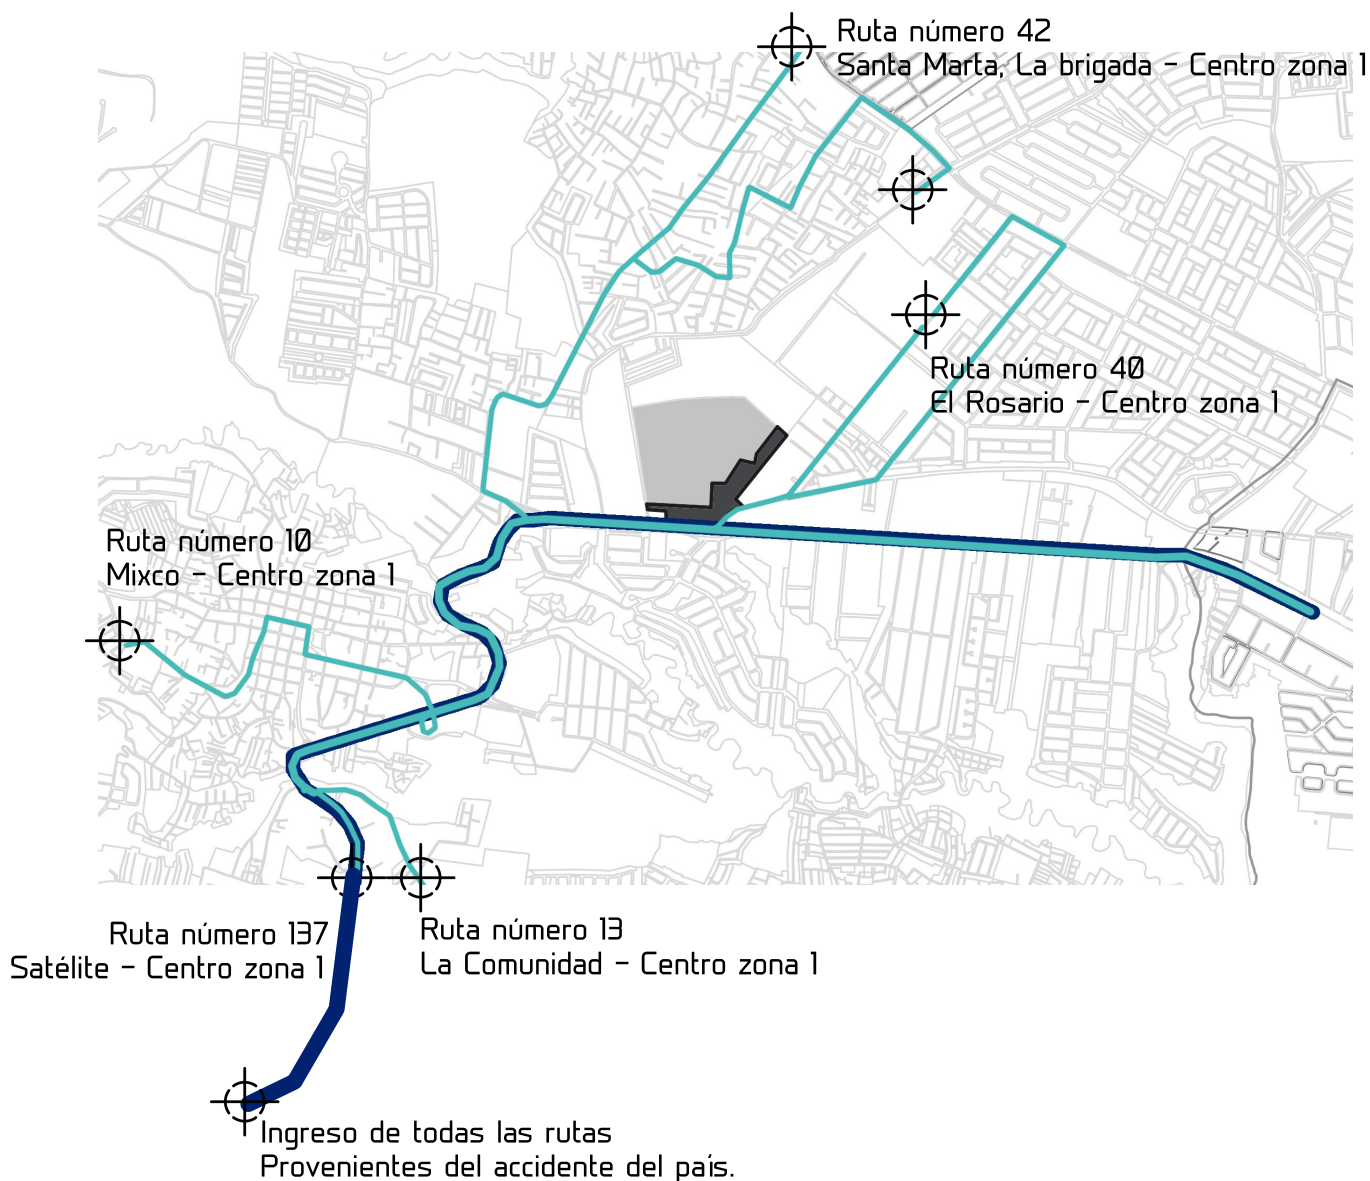 Ruta número 42
Santa Marta, La brigada - Centro zona 1
Ruta número 40
El Rosario - Centro zona 1
Ruta número 10
Mixco - Centro zona 1
Ruta número 137
Satélite - Centro zona 1
Ruta número 13
La Comunidad - Centro zona 1
Ingreso de todas las rutas
Provenientes del accidente del país.